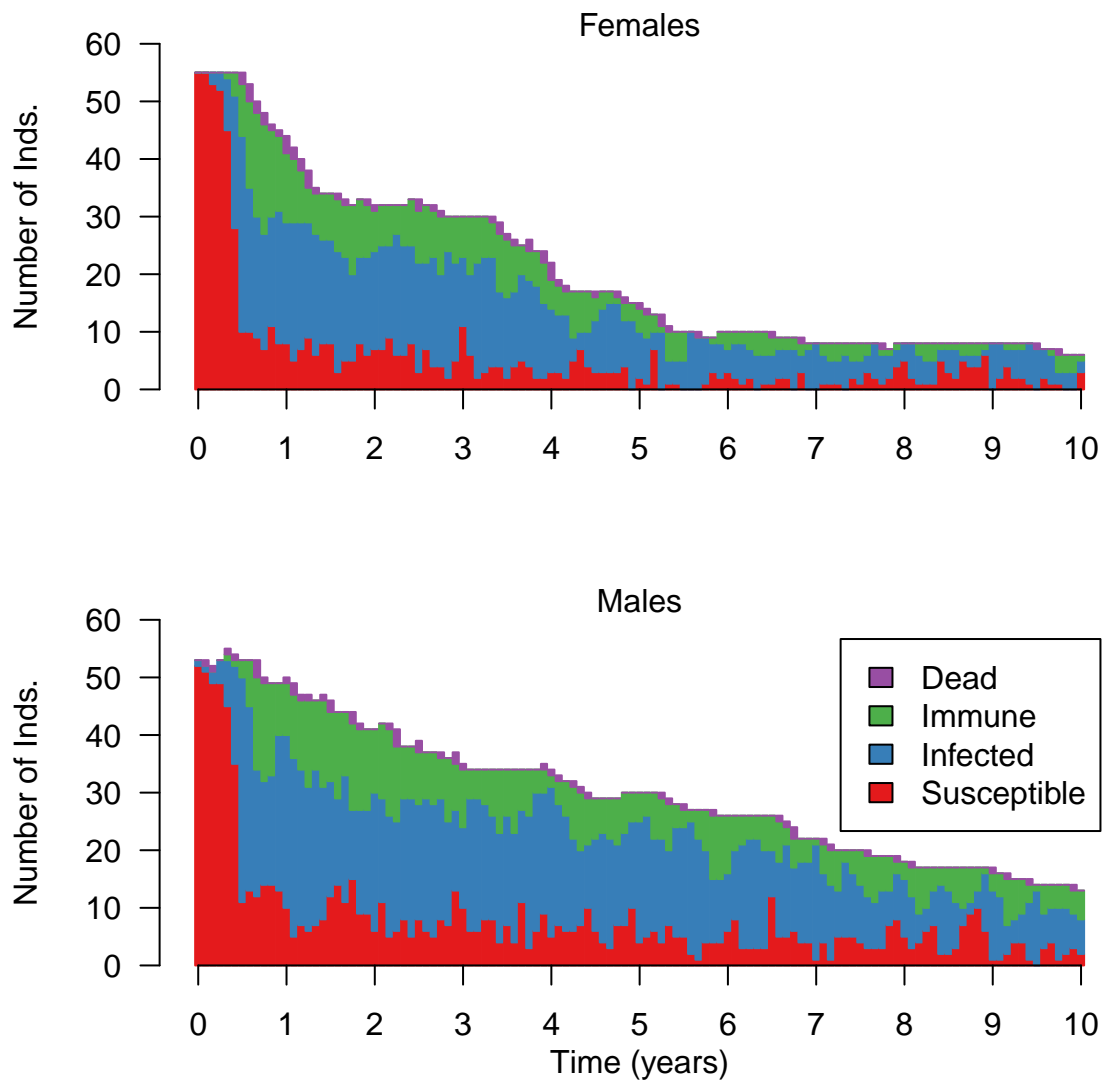 Females
Number of Inds.
60
50
40
30
20
10
0
0 1 2 3 4 5 6 7 8 9 10
Males
Number of Inds.
60
50
40
30
20
10
0
Dead
Immune
Infected
Susceptible
0 1 2 3 4 5 6 7 8 9 10
Time (years)